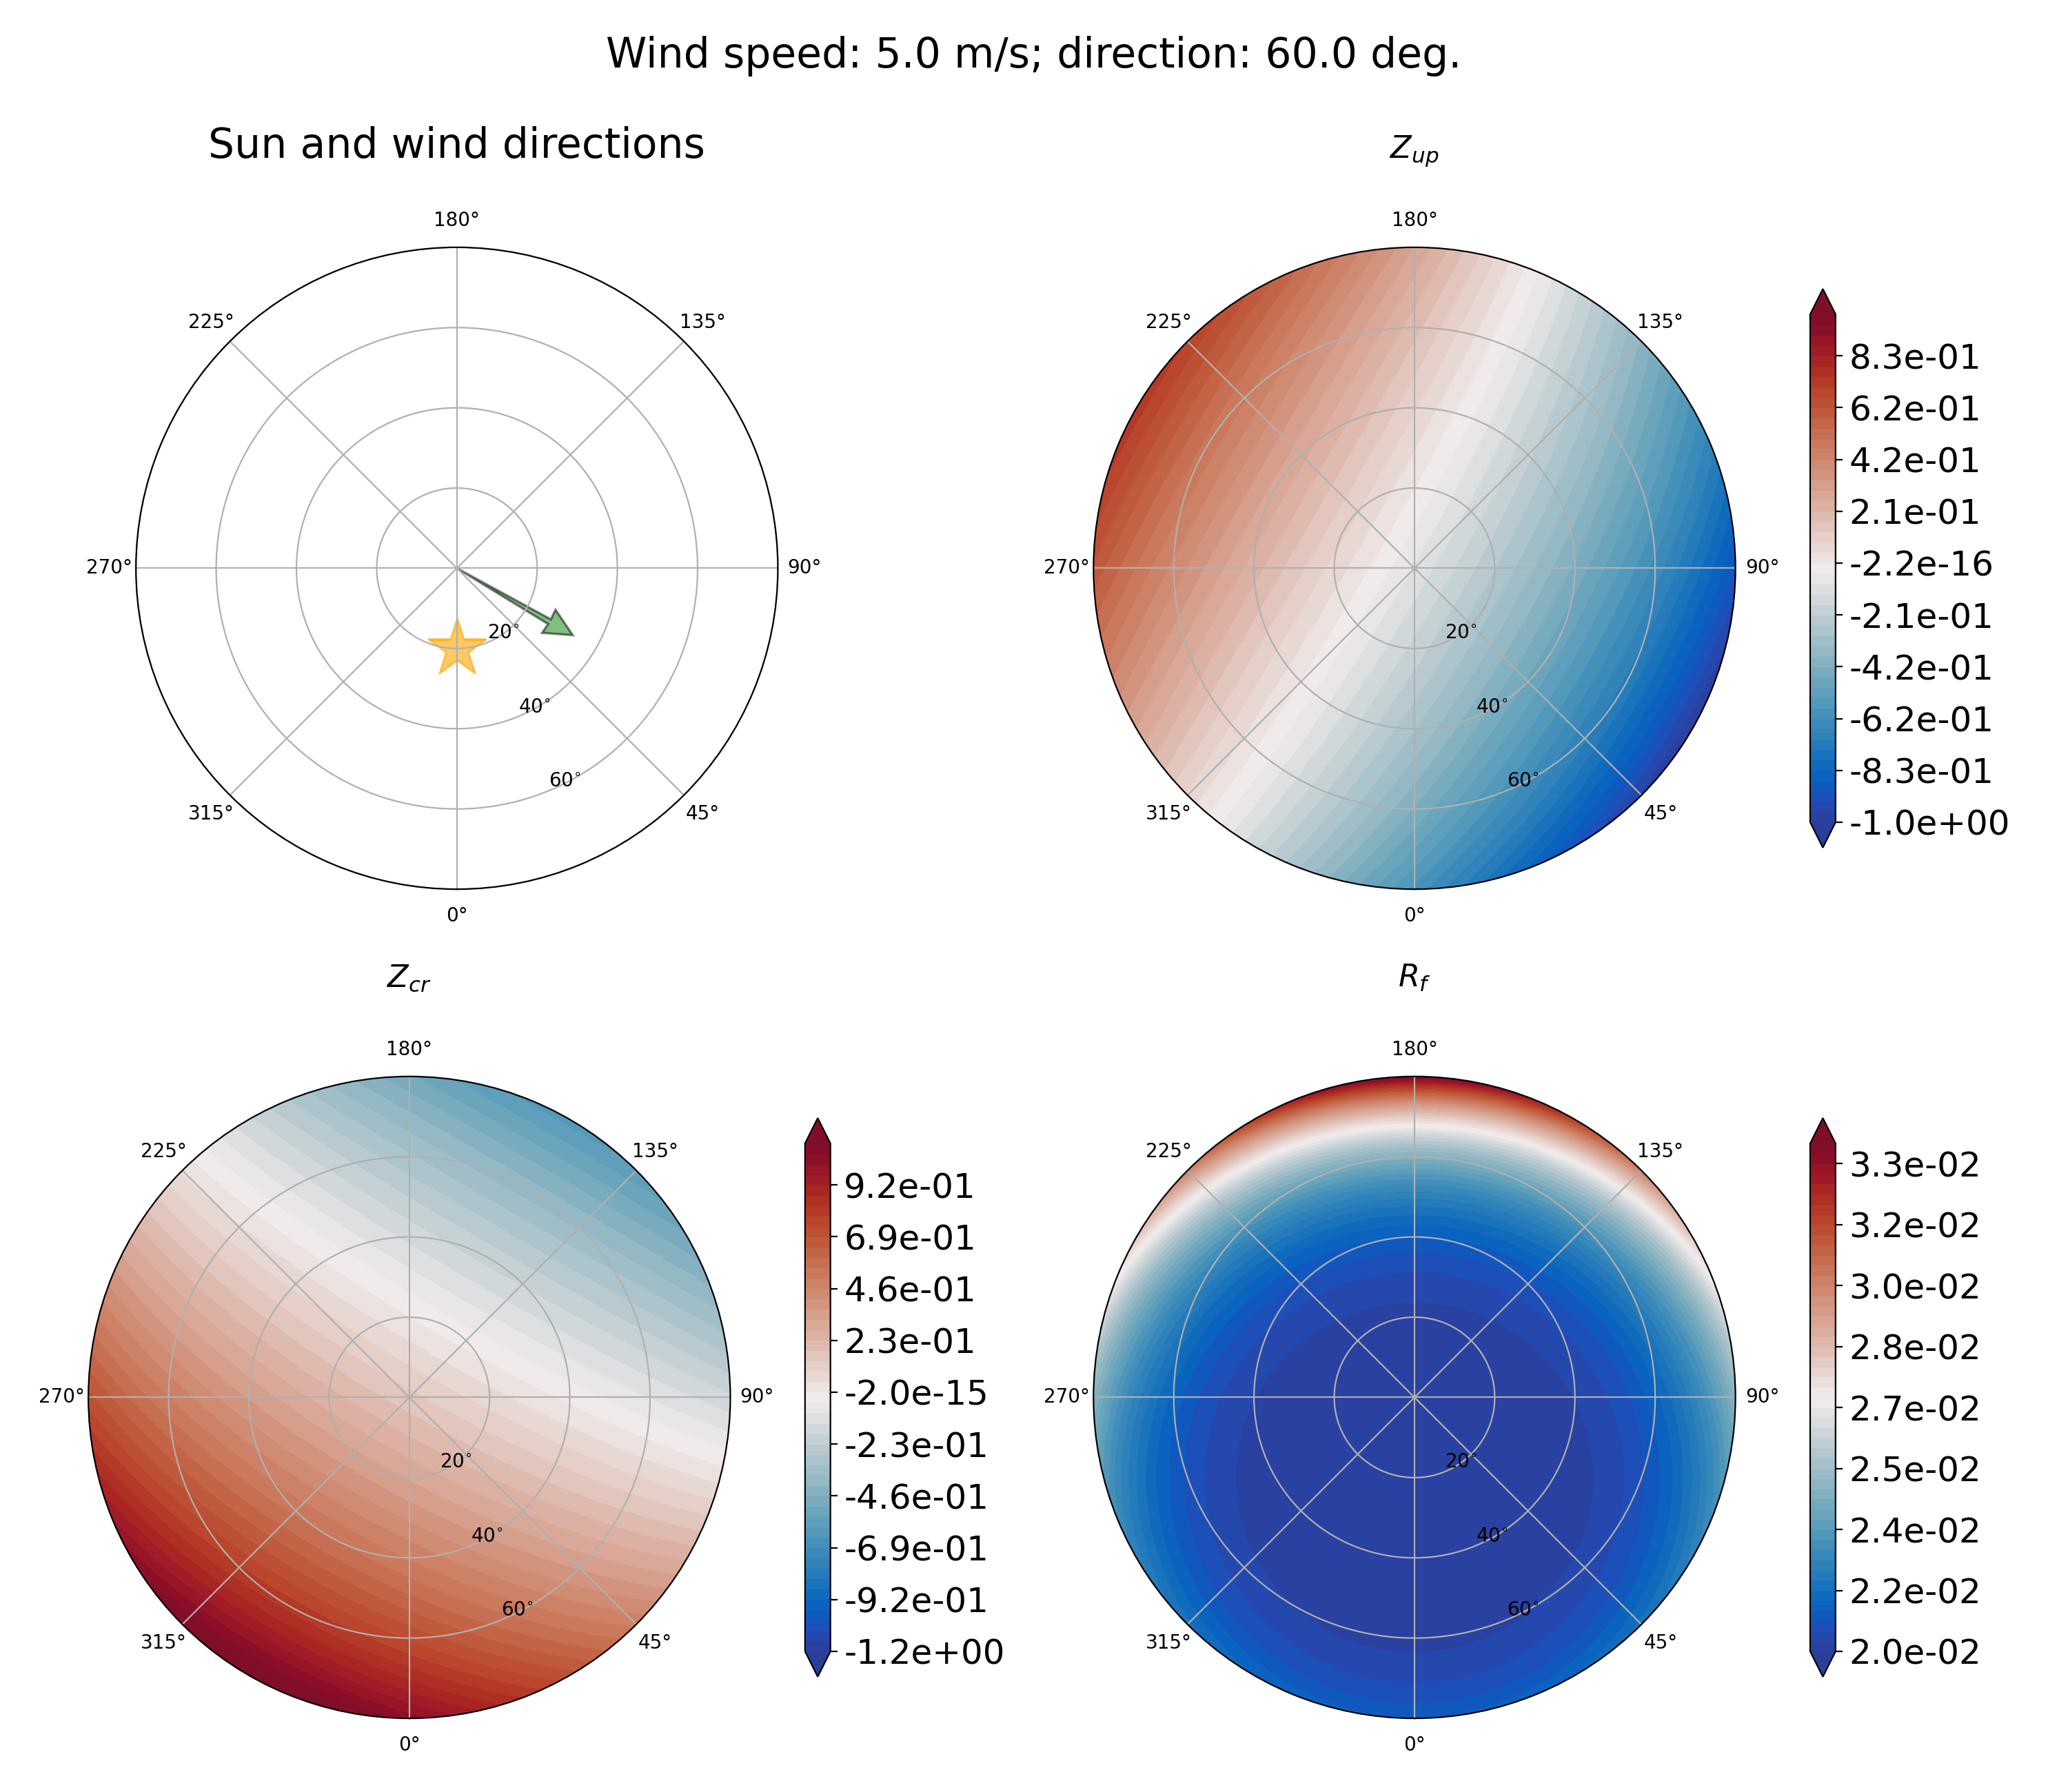 Wind speed: 5.0 m/s; direction: 60.0 deg.
Sun and wind directions
180°
225° 135°
270° 90°
20°
40°
60°
315° 45°
0°
Z_up
180°
225° 135°
270° 90°
20°
40°
60°
315° 45°
0°
8.3e-01
6.2e-01
4.2e-01
2.1e-01
-2.2e-16
-2.1e-01
-4.2e-01
-6.2e-01
-8.3e-01
-1.0e+00
Z_cr
180°
225° 135°
270° 90°
20°
40°
60°
315° 45°
0°
9.2e-01
6.9e-01
4.6e-01
2.3e-01
-2.0e-15
-2.3e-01
-4.6e-01
-6.9e-01
-9.2e-01
-1.2e+00
R_f
180°
225° 135°
270° 90°
20°
40°
60°
315° 45°
0°
3.3e-02
3.2e-02
3.0e-02
2.8e-02
2.7e-02
2.5e-02
2.4e-02
2.2e-02
2.0e-02